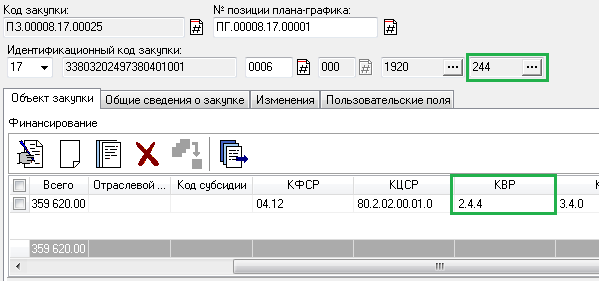 Код закупки: № позиции плана-графика:
ПЗ.00008.17.00025 ПГ.00008.17.00001
Идентификационный код закупки:
17 33803202497380401001 0006 000 1920 ... 244 ...
Объект закупки Общие сведения о закупке Изменения Пользовательские поля
Финансирование
Всего Отраслевой ... Код субсидии КФСР КЦСР КВР
359 620.00 04.12 80.2.02.00.01.0 2.4.4 3.4.0
359 620.00